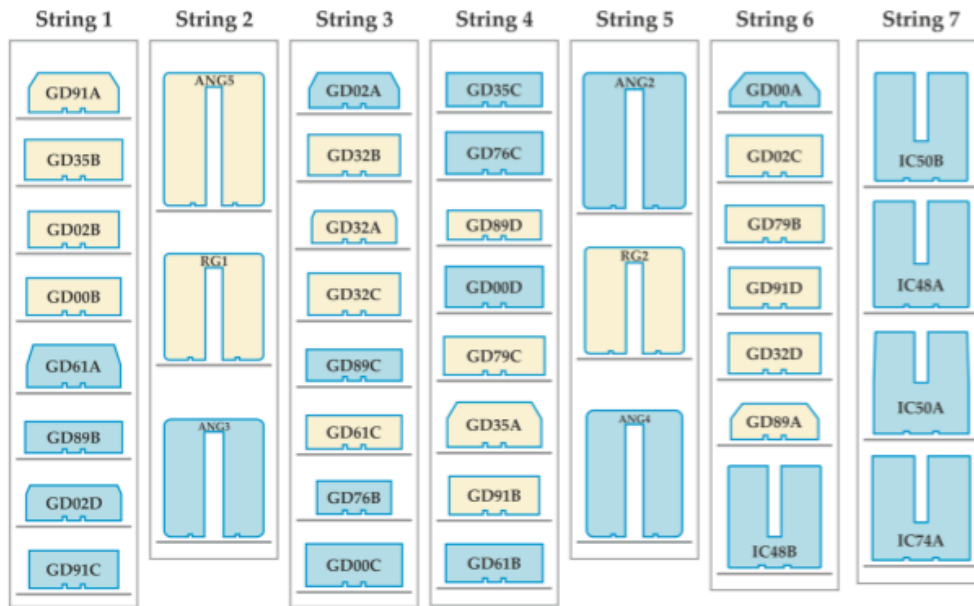 String 1
GD91A
GD35B
GD02B
GD00B
GD61A
GD89B
GD02D
GD91C
String 2
ANG5
RG1
ANG3
String 3
GD02A
GD32B
GD32A
GD32C
GD89C
GD61C
GD76B
GD00C
String 4
GD35C
GD76C
GD89D
GD00D
GD79C
GD35A
GD91B
GD61B
String 5
ANG2
RG2
ANG4
String 6
GD00A
GD02C
GD79B
GD91D
GD32D
GD89A
IC48B
String 7
IC50B
IC48A
IC50A
IC74A